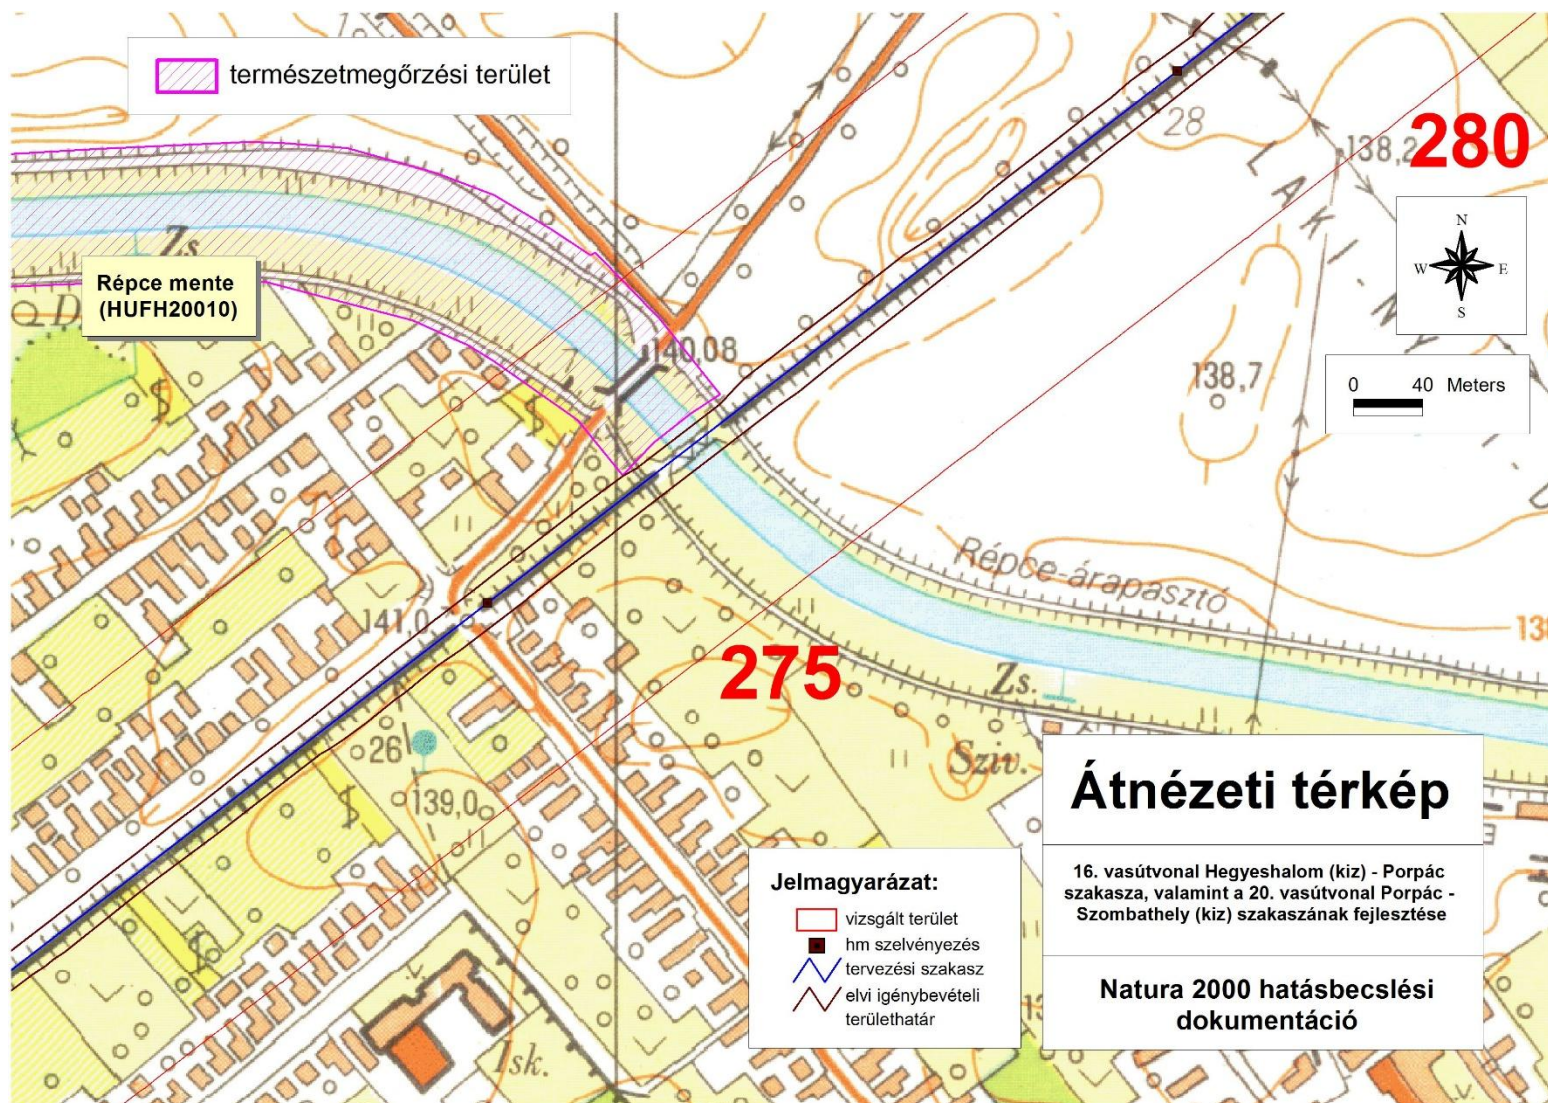 természetmegőrzési terület
28
138,2
280
LAKI-
N
W
E
S
Zs
Répce mente
(HUFH20010)
7
140,08
138,7
0 40 Meters
Répce-árapasztó
141,0
275
Zs.
26
139,0
Sziv.
Átnézeti térkép
16. vasútvonal Hegyeshalom (kiz) - Porpác
szakasza, valamint a 20. vasútvonal Porpác -
Szombathely (kiz) szakaszának fejlesztése
Natura 2000 hatásbecslési
dokumentáció
Jelmagyarázat:
vizsgált terület
hm szelvényezés
tervezési szakasz
elvi igénybevételi
területhatár
Isk.